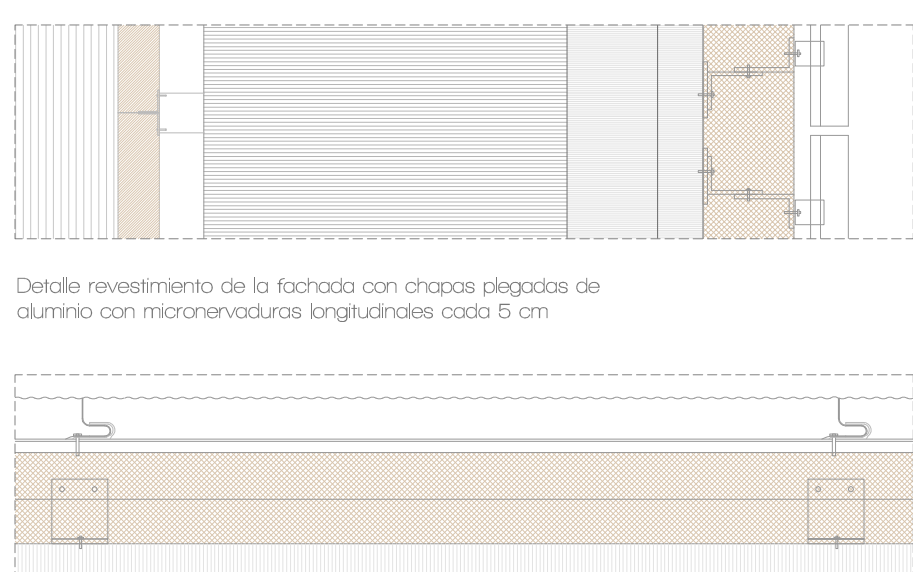 Detalle revestimiento de la fachada con chapas plegadas de
aluminio con micronervaduras longitudinales cada 5 cm